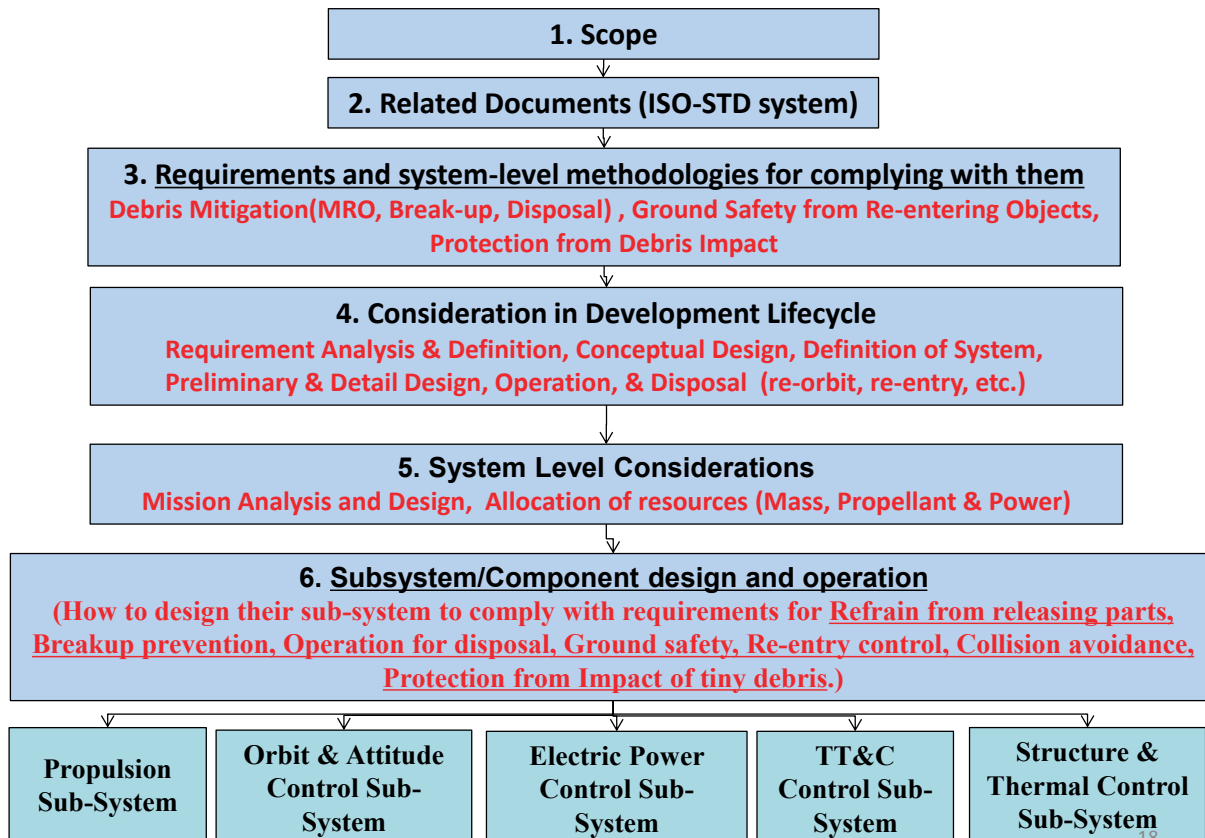 1. Scope
2. Related Documents (ISO-STD system)
3. Requirements and system-level methodologies for complying with them
Debris Mitigation(MRO, Break-up, Disposal) , Ground Safety from Re-entering Objects,
Protection from Debris Impact
4. Consideration in Development Lifecycle
Requirement Analysis & Definition, Conceptual Design, Definition of System,
Preliminary & Detail Design, Operation, & Disposal (re-orbit, re-entry, etc.)
5. System Level Considerations
Mission Analysis and Design, Allocation of resources (Mass, Propellant & Power)
6. Subsystem/Component design and operation
(How to design their sub-system to comply with requirements for Refrain from releasing parts,
Breakup prevention, Operation for disposal, Ground safety, Re-entry control, Collision avoidance,
Protection from Impact of tiny debris.)
Propulsion
Sub-System
Orbit & Attitude
Control Sub-
System
Electric Power
Control Sub-
System
TT&C
Control Sub-
System
Structure &
Thermal Control
Sub-System
18